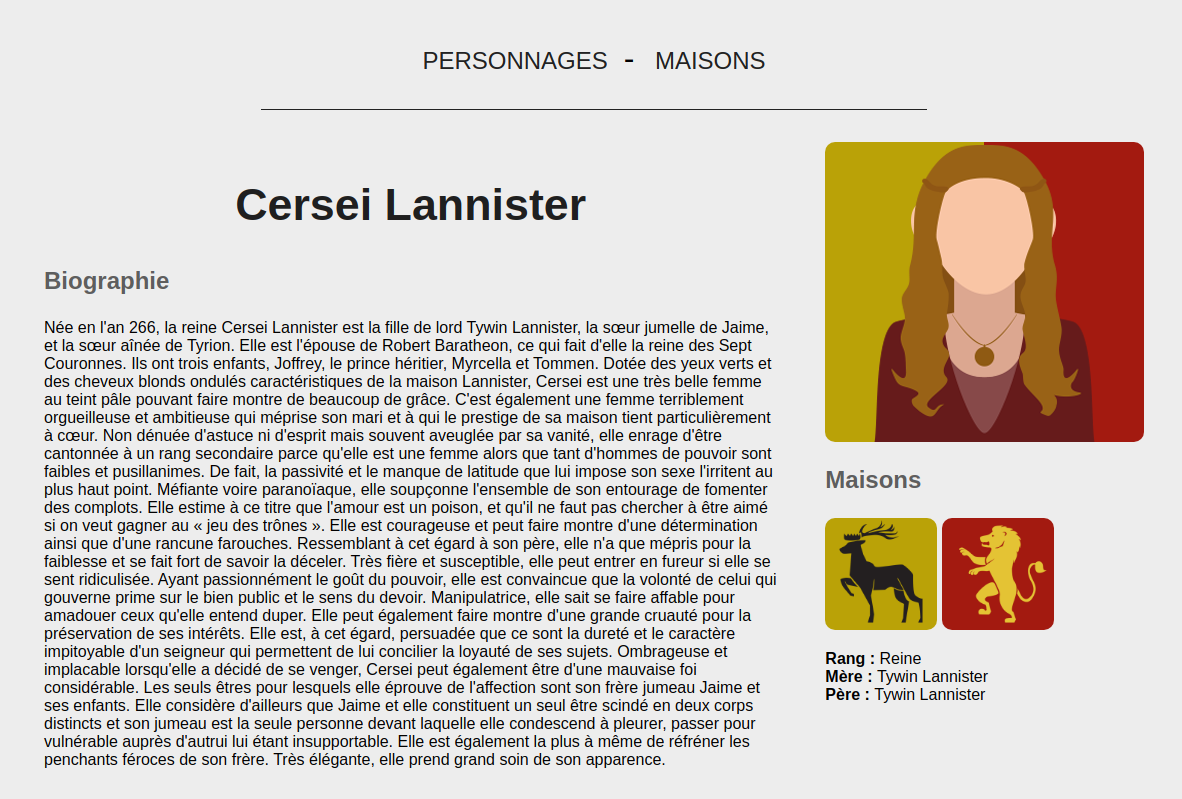 PERSONNAGES - MAISONS
Cersei Lannister
Biographie
Née en l'an 266, la reine Cersei Lannister est la fille de lord Tywin Lannister, la sœur jumelle de Jaime,
et la sœur aînée de Tyrion. Elle est l'épouse de Robert Baratheon, ce qui fait d'elle la reine des Sept
Couronnes. Ils ont trois enfants, Joffrey, le prince héritier, Myrcella et Tommen. Dotée des yeux verts et
des cheveux blonds ondulés caractéristiques de la maison Lannister, Cersei est une très belle femme
au teint pâle pouvant faire montre de beaucoup de grâce. C'est également une femme terriblement
orgueilleuse et ambitieuse qui méprise son mari et à qui le prestige de sa maison tient particulièrement
à cœur. Non dénuée d'astuce ni d'esprit mais souvent aveuglée par sa vanité, elle enrage d'être
cantonnée à un rang secondaire parce qu'elle est une femme alors que tant d'hommes de pouvoir sont
faibles et pusillanimes. De fait, la passivité et le manque de latitude que lui impose son sexe l'irritent au
plus haut point. Méfiante voire paranoïaque, elle soupçonne l'ensemble de son entourage de fomenter
des complots. Elle estime à ce titre que l'amour est un poison, et qu'il ne faut pas chercher à être aimé
si on veut gagner au « jeu des trônes ». Elle est courageuse et peut faire montre d'une détermination
ainsi que d'une rancune farouches. Ressemblant à cet égard à son père, elle n'a que mépris pour la
faiblesse et se fait fort de savoir la déceler. Très fière et susceptible, elle peut entrer en fureur si elle se
sent ridiculisée. Ayant passionnément le goût du pouvoir, elle est convaincue que la volonté de celui qui
gouverne prime sur le bien public et le sens du devoir. Manipulatrice, elle sait se faire affable pour
amadouer ceux qu'elle entend duper. Elle peut également faire montre d'une grande cruauté pour la
préservation de ses intérêts. Elle est, à cet égard, persuadée que ce sont la dureté et le caractère
impitoyable d'un seigneur qui permettent de lui concilier la loyauté de ses sujets. Ombrageuse et
implacable lorsqu'elle a décidé de se venger, Cersei peut également être d'une mauvaise foi
considérable. Les seuls êtres pour lesquels elle éprouve de l'affection sont son frère jumeau Jaime et
ses enfants. Elle considère d'ailleurs que Jaime et elle constituent un seul être scindé en deux corps
distincts et son jumeau est la seule personne devant laquelle elle condescend à pleurer, passer pour
vulnérable auprès d'autrui lui étant insupportable. Elle est également la plus à même de réfréner les
penchants féroces de son frère. Très élégante, elle prend grand soin de son apparence.
Maisons
Rang : Reine
Mère : Tywin Lannister
Père : Tywin Lannister